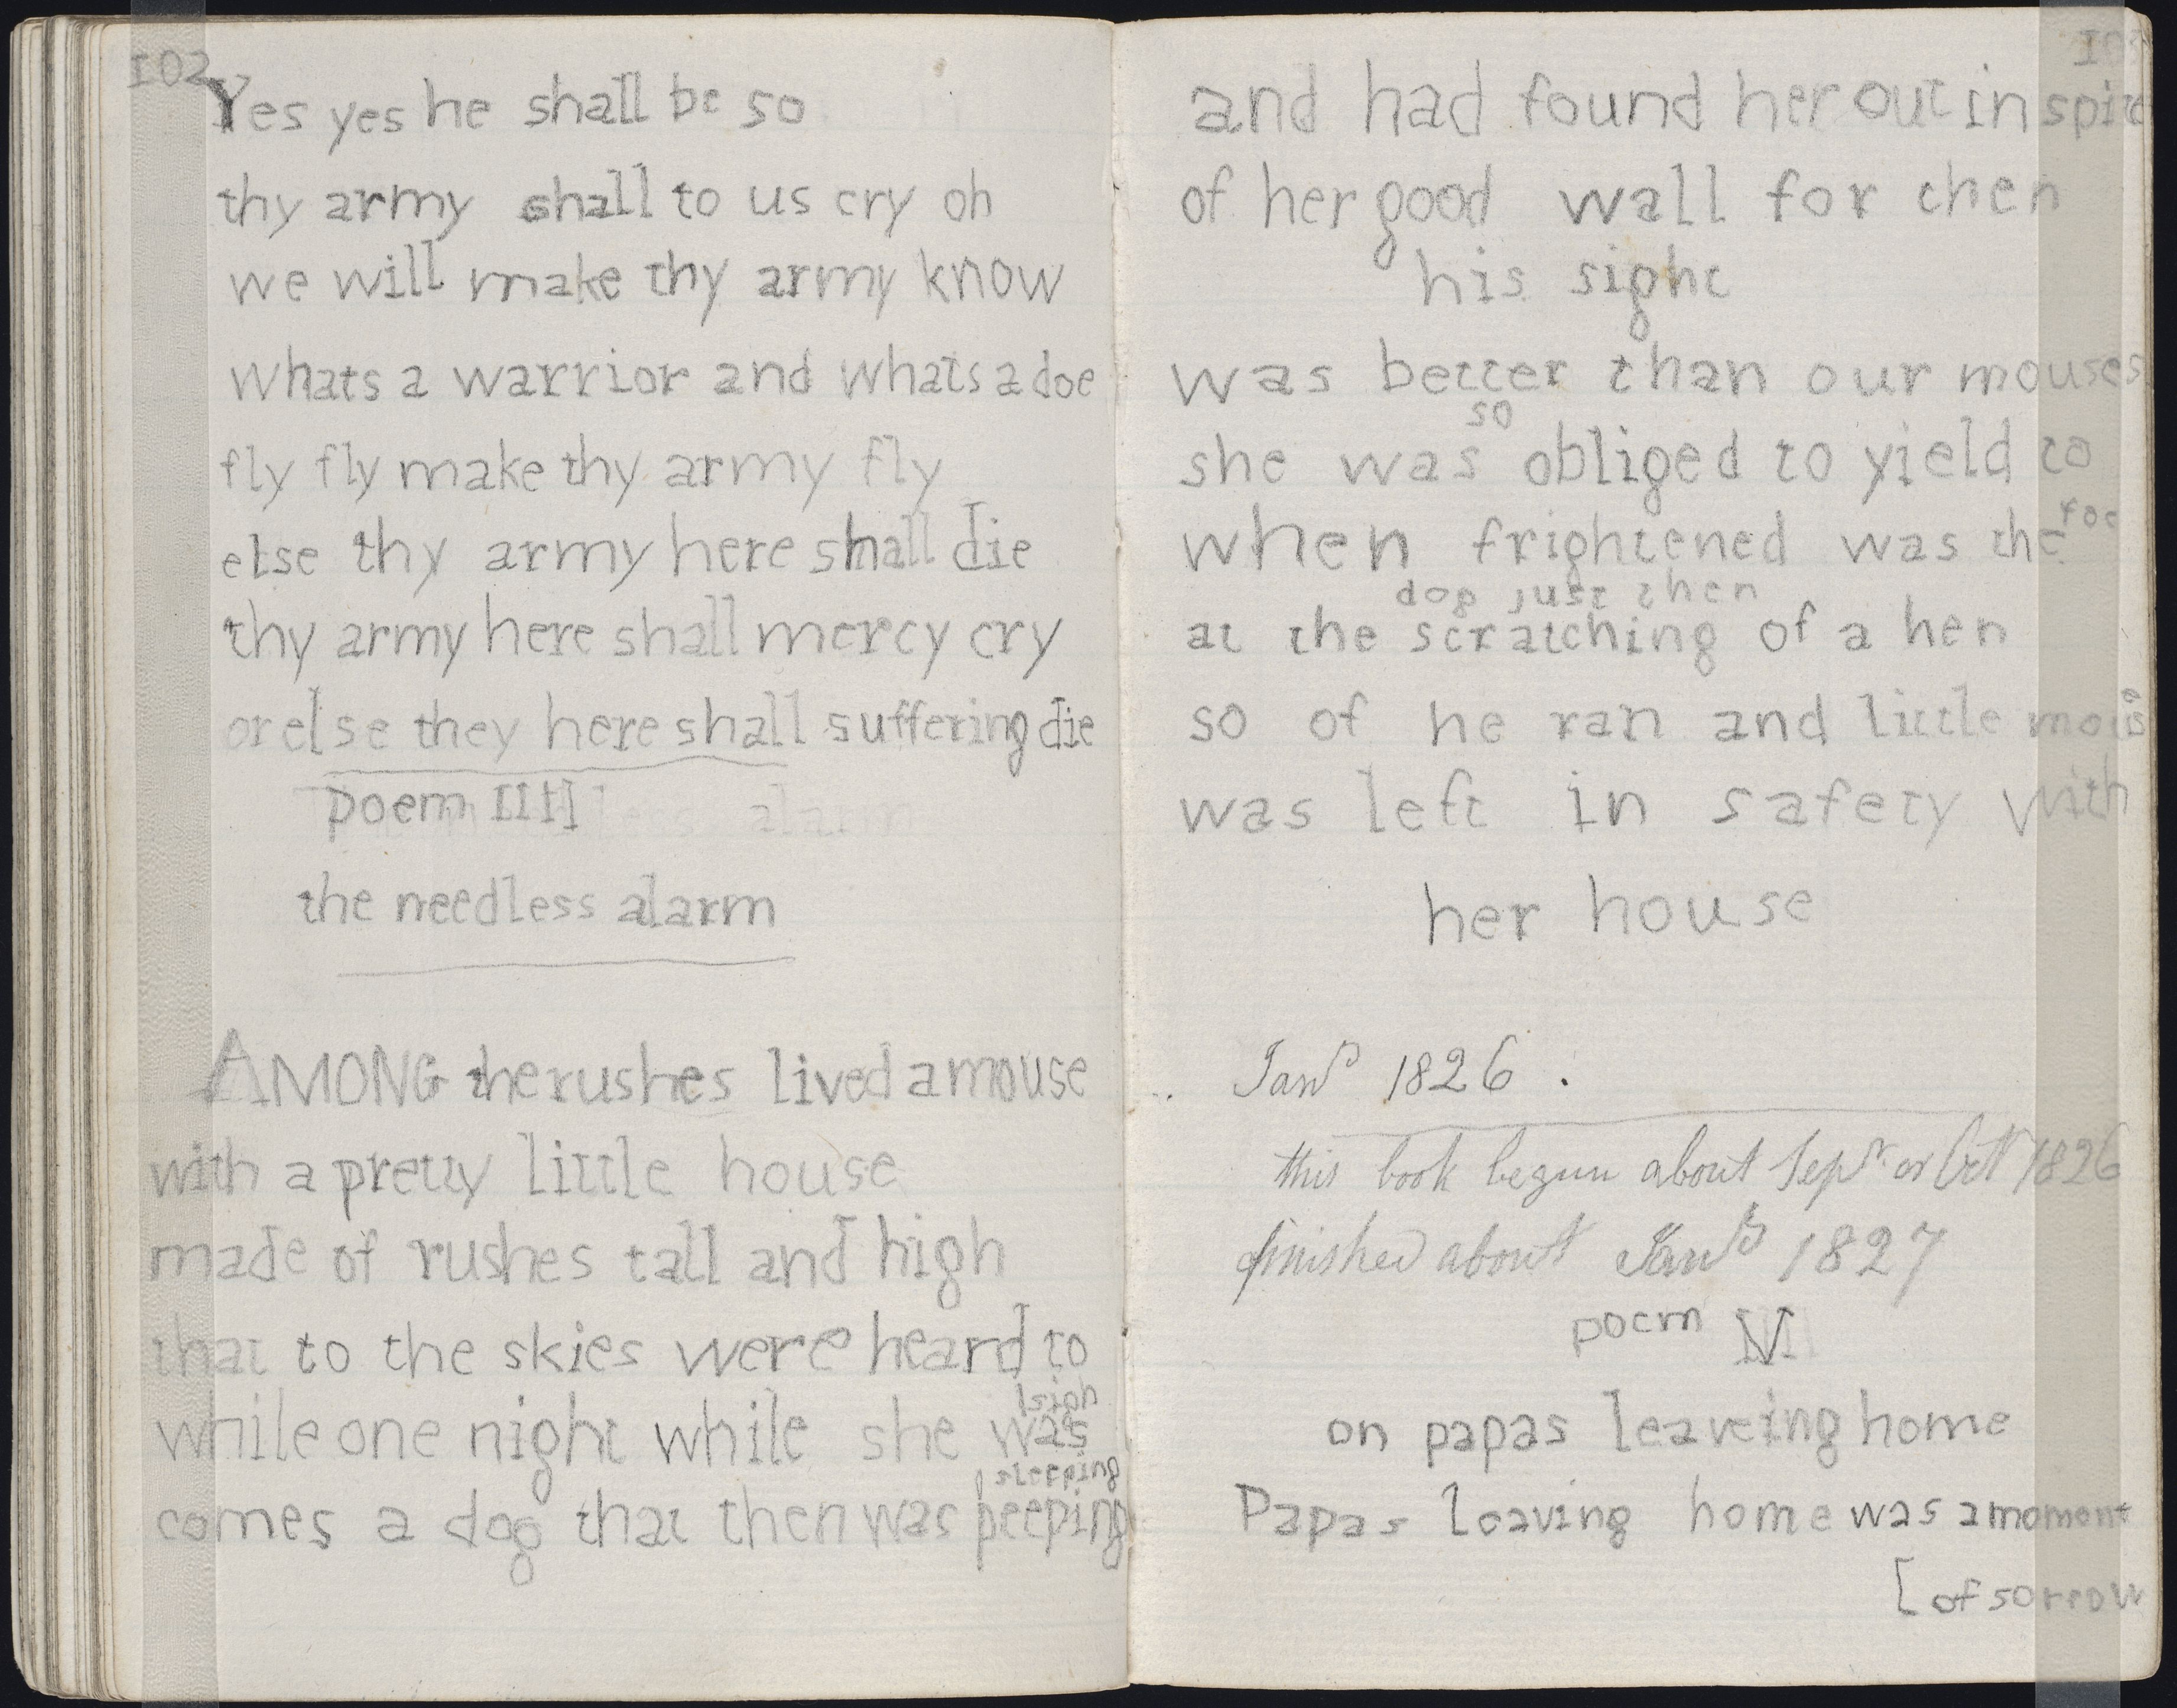 102
Yes yes he shall be so
thy army shall to us cry oh
we will make thy army know
whats a warrior and whats a doe
fly fly make thy army fly
else thy army here shall die
thy army here shall mercy cry
or else they here shall suffering die
poem IIII
the needless alarm
AMONG the rushes lived a mouse
with a pretty little house
made of rushes tall and high
that to the skies were heard to
[sigh
while one night while she was
[sleeping
comes a dog that then was peeping
and had found her out in spite
of her good wall for then
his sight
was better than our mouses
so
she was obliged to yield to
foe
when frightened was the
dog just then
at the scratching of a hen
so of he ran and little mouse
was left in safety with
her house
Jany 1826 .
this book begun about Sepr or Oct 1826
finished about Jany 1827
poem V
on papas leaveing home
Papas leaving home was a moment
[of sorrow